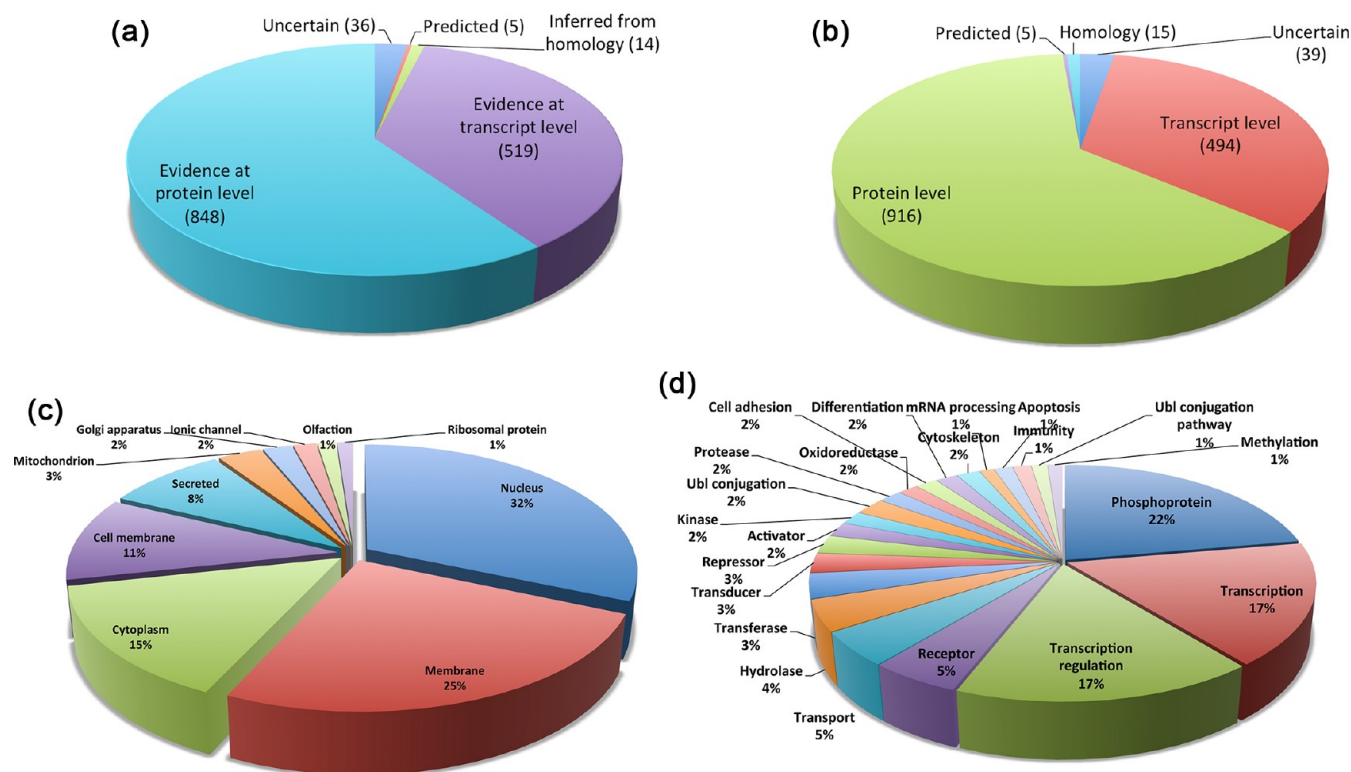 (a)
Uncertain (36)
Predicted (5)
Inferred from
homology (14)
Evidence at
transcript level
(519)
Evidence at
protein level
(848)
(b)
Predicted (5)
Homology (15)
Uncertain
(39)
Transcript level
(494)
Protein level
(916)
(c)
Golgi apparatus
2%
Ionic channel
2%
Olfaction
1%
Ribosomal protein
1%
Mitochondrion
3%
Secreted
8%
Nucleus
32%
Cell membrane
11%
Cytoplasm
15%
Membrane
25%
(d)
Cell adhesion
2%
Differentiation
2%
mRNA processing
1%
Apoptosis
1%
Ubl conjugation
pathway
1%
Protease
2%
Oxidoreductase
2%
Cytoskeleton
2%
Immunity
1%
Methylation
1%
Ubl conjugation
2%
Kinase
2%
Activator
2%
Repressor
3%
Transducer
3%
Transferase
3%
Hydrolase
4%
Transport
5%
Receptor
5%
Transcription
regulation
17%
Transcription
17%
Phosphoprotein
22%